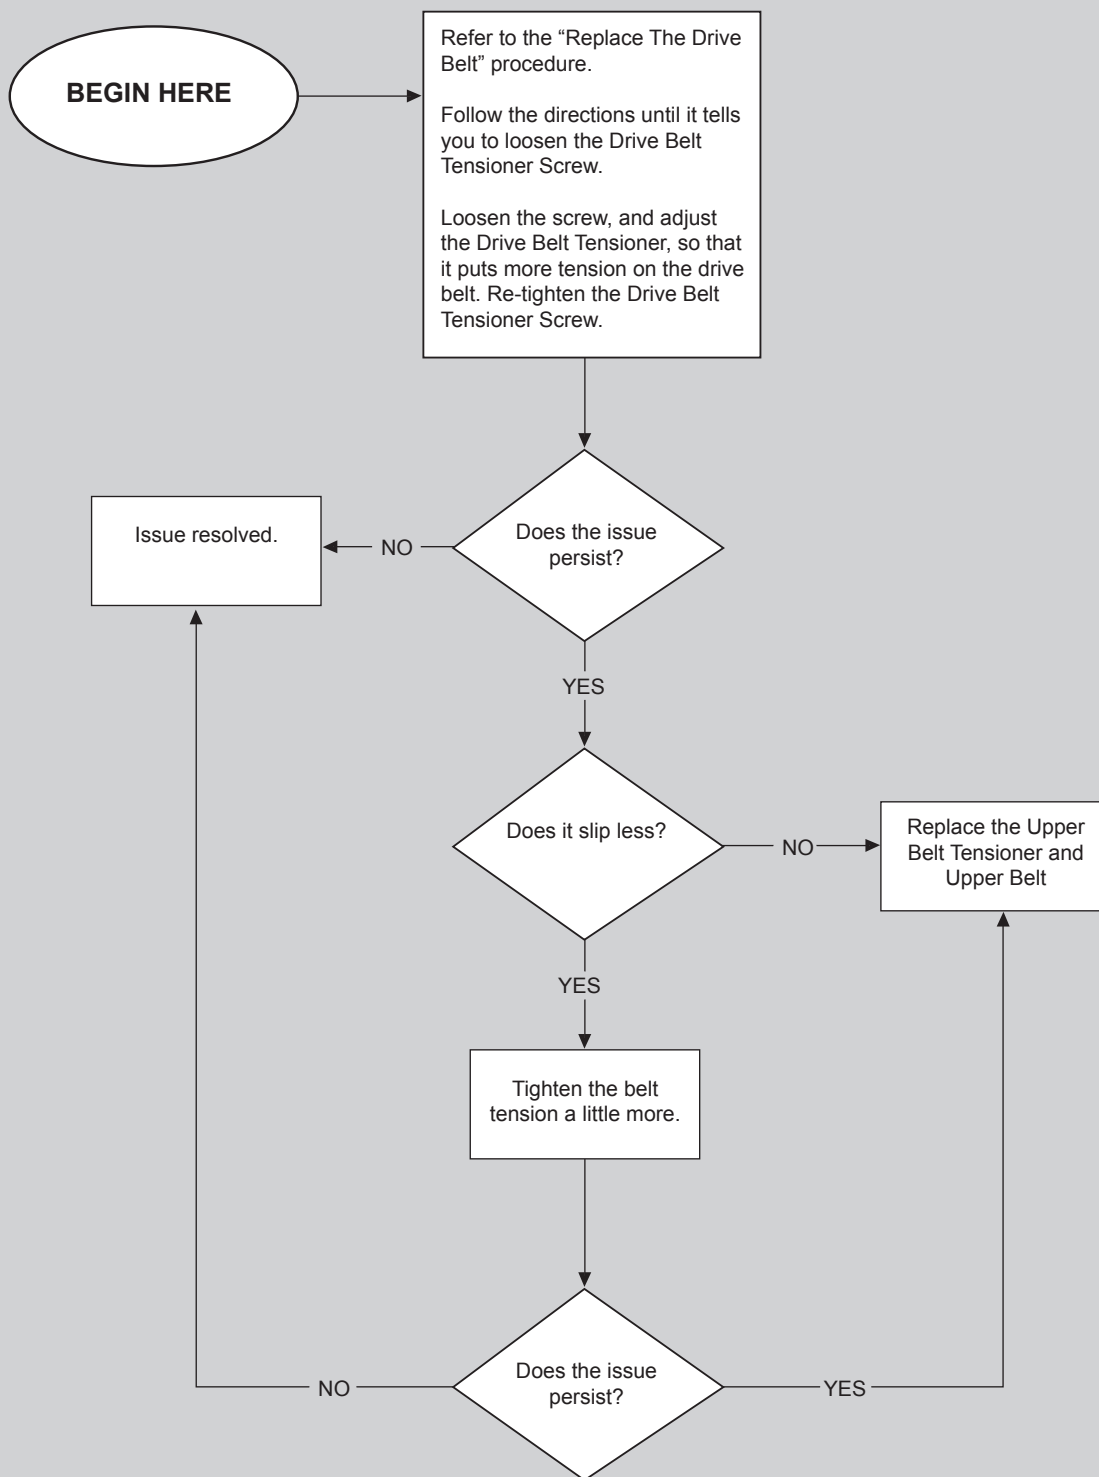 BEGIN HERE
Refer to the “Replace The Drive
Belt” procedure.
Follow the directions until it tells
you to loosen the Drive Belt
Tensioner Screw.
Loosen the screw, and adjust
the Drive Belt Tensioner, so that
it puts more tension on the drive
belt. Re-tighten the Drive Belt
Tensioner Screw.
Does the issue
persist?
NO
Issue resolved.
YES
Does it slip less?
NO
Replace the Upper
Belt Tensioner and
Upper Belt
YES
Tighten the belt
tension a little more.
Does the issue
persist?
NO
YES